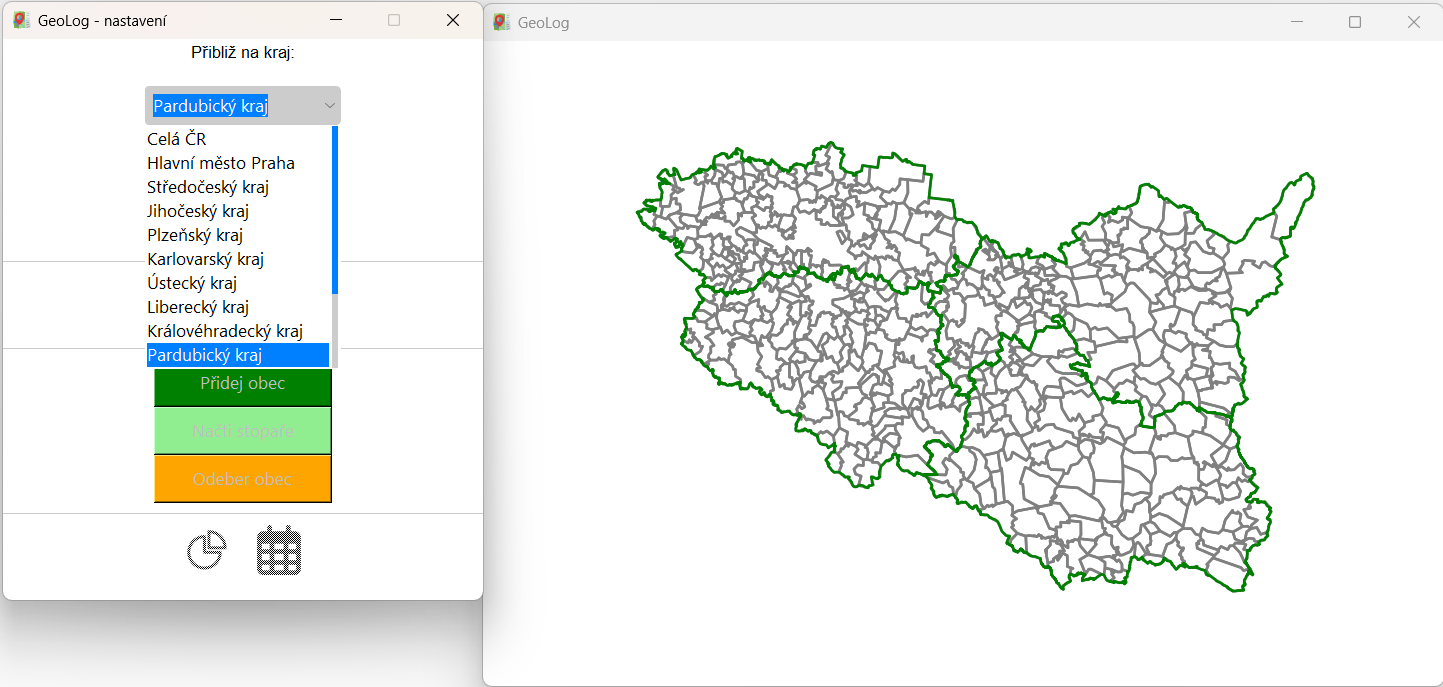 GeoLog - nastavení
Přibliž na kraj:
Pardubický kraj
Celá ČR
Hlavní město Praha
Středočeský kraj
Jihočeský kraj
Plzeňský kraj
Karlovarský kraj
Ústecký kraj
Liberecký kraj
Královéhradecký kraj
Pardubický kraj
Přidej obec
Načti stopaře
Odeber obec
GeoLog